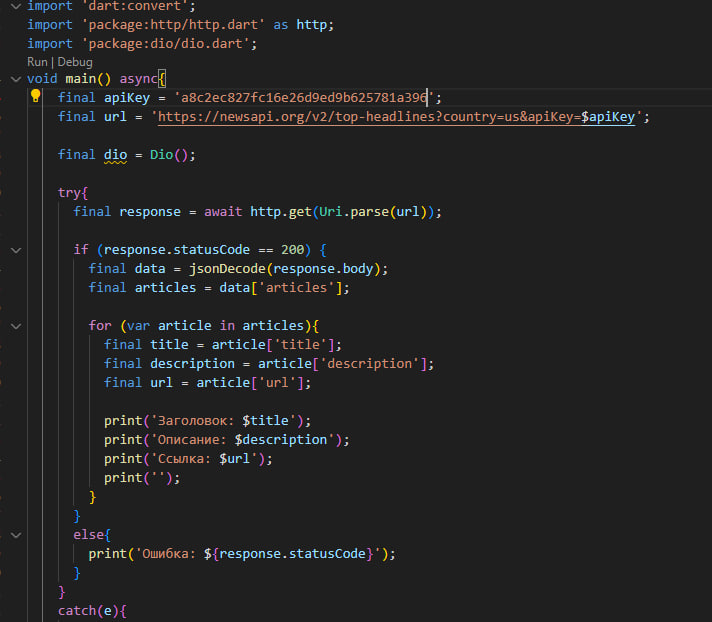 import 'dart:convert';
import 'package:http/http.dart' as http;
import 'package:dio/dio.dart';
Run | Debug
void main() async{
final apiKey = 'a8c2ec827fc16e26d9ed9b625781a396';
final url = 'https://newsapi.org/v2/top-headlines?country=us&apiKey=$apiKey';
final dio = Dio();
try{
final response = await http.get(Uri.parse(url));
if (response.statusCode == 200) {
final data = jsonDecode(response.body);
final articles = data['articles'];
for (var article in articles){
final title = article['title'];
final description = article['description'];
final url = article['url'];
print('Заголовок: $title');
print('Описание: $description');
print('Ссылка: $url');
print('');
}
}
else{
print('Ошибка: ${response.statusCode}');
}
}
catch(e){